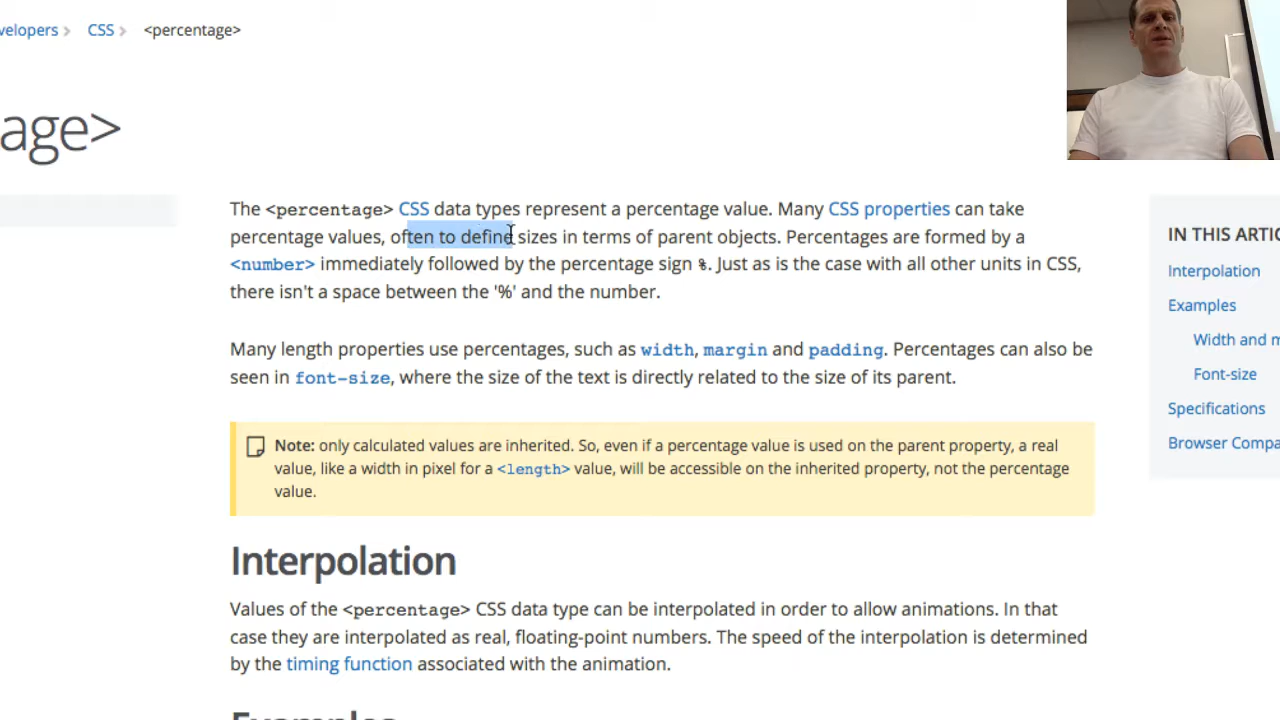 velopers CSS <percentage>
age>
The <percentage> CSS data types represent a percentage value. Many CSS properties can take
percentage values, often to define sizes in terms of parent objects. Percentages are formed by a
<number> immediately followed by the percentage sign %. Just as is the case with all other units in CSS,
there isn't a space between the '%' and the number.
Many length properties use percentages, such as width, margin and padding. Percentages can also be
seen in font-size, where the size of the text is directly related to the size of its parent.
Note: only calculated values are inherited. So, even if a percentage value is used on the parent property, a real
value, like a width in pixel for a <length> value, will be accessible on the inherited property, not the percentage
value.
Interpolation
Values of the <percentage> CSS data type can be interpolated in order to allow animations. In that
case they are interpolated as real, floating-point numbers. The speed of the interpolation is determined
by the timing function associated with the animation.
Examples
IN THIS ARTIC
Interpolation
Examples
Width and m
Font-size
Specifications
Browser Compa